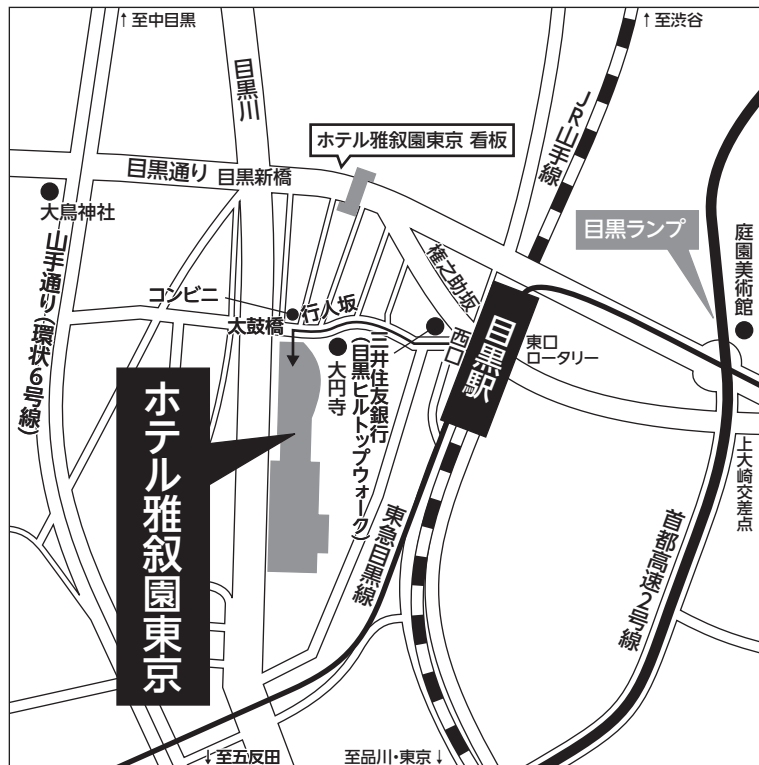 ↑至中目黒
↑至渋谷
目黒川
JR山手線
ホテル雅叙園東京 看板
目黒通り
目黒新橋
大鳥神社
目黒ランプ
庭園美術館
権之助坂
山手通り(環状6号線)
コンビニ
行人坂
太鼓橋
西口
目黒駅
東口
ロータリー
大円寺
三井住友銀行
(目黒ヒルトップウォーク)
ホテル雅叙園東京
上大崎交差点
東急目黒線
首都高速2号線
↓至五反田
至品川・東京↓